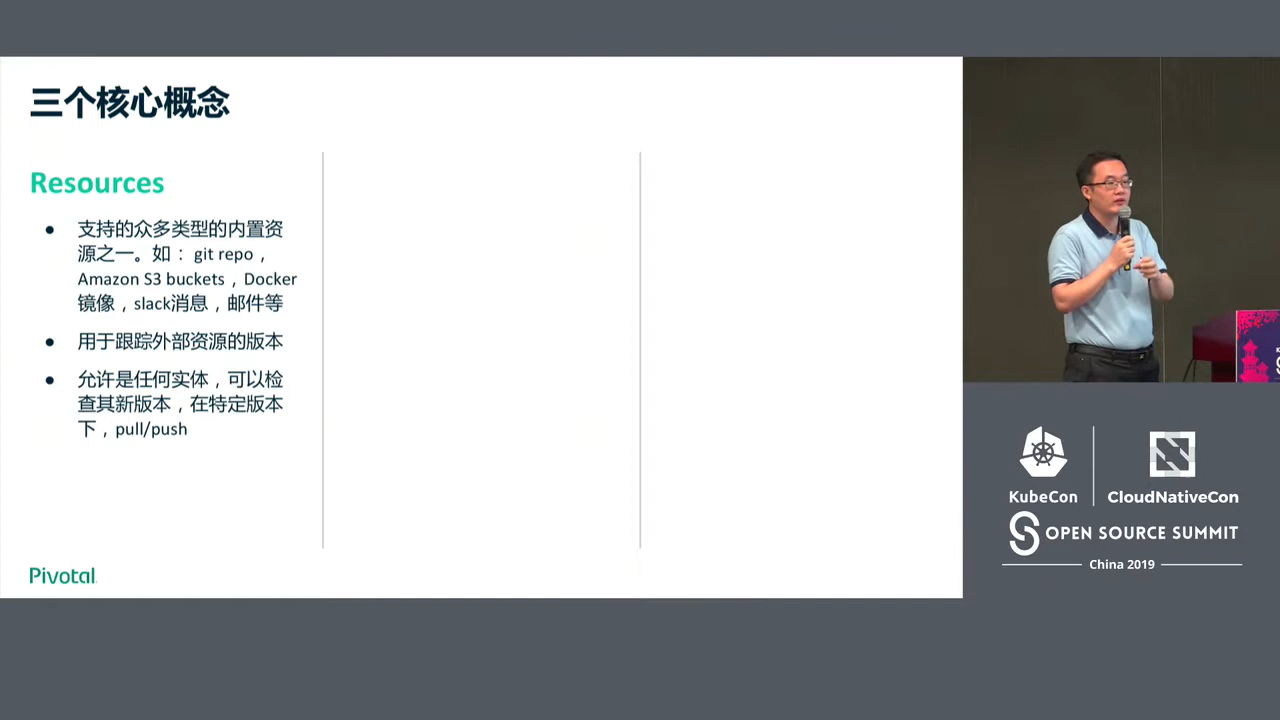 三个核心概念
Resources
● 支持的众多类型的内置资
源之一。如：git repo，
Amazon S3 buckets，Docker
镜像，slack消息，邮件等
● 用于跟踪外部资源的版本
● 允许是任何实体，可以检
查其新版本，在特定版本
下，pull/push
Pivotal
KubeCon
CloudNativeCon
OPEN SOURCE SUMMIT
China 2019